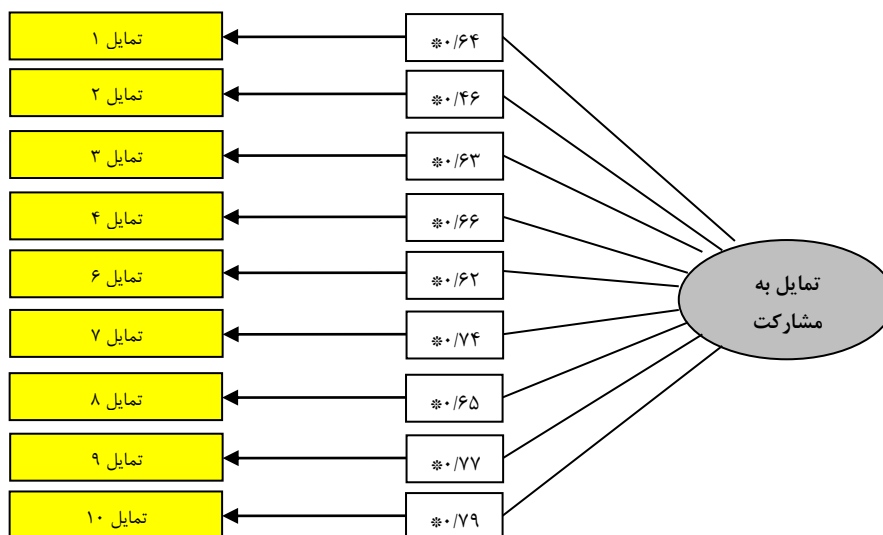 تمایل ۱
۰/۶۴*
تمایل ۲
۰/۴۶*
تمایل ۳
۰/۶۳*
تمایل ۴
۰/۶۶*
تمایل ۶
۰/۶۲*
تمایل ۷
۰/۷۴*
تمایل ۸
۰/۶۵*
تمایل ۹
۰/۷۷*
تمایل ۱۰
۰/۷۹*
تمایل به
مشارکت